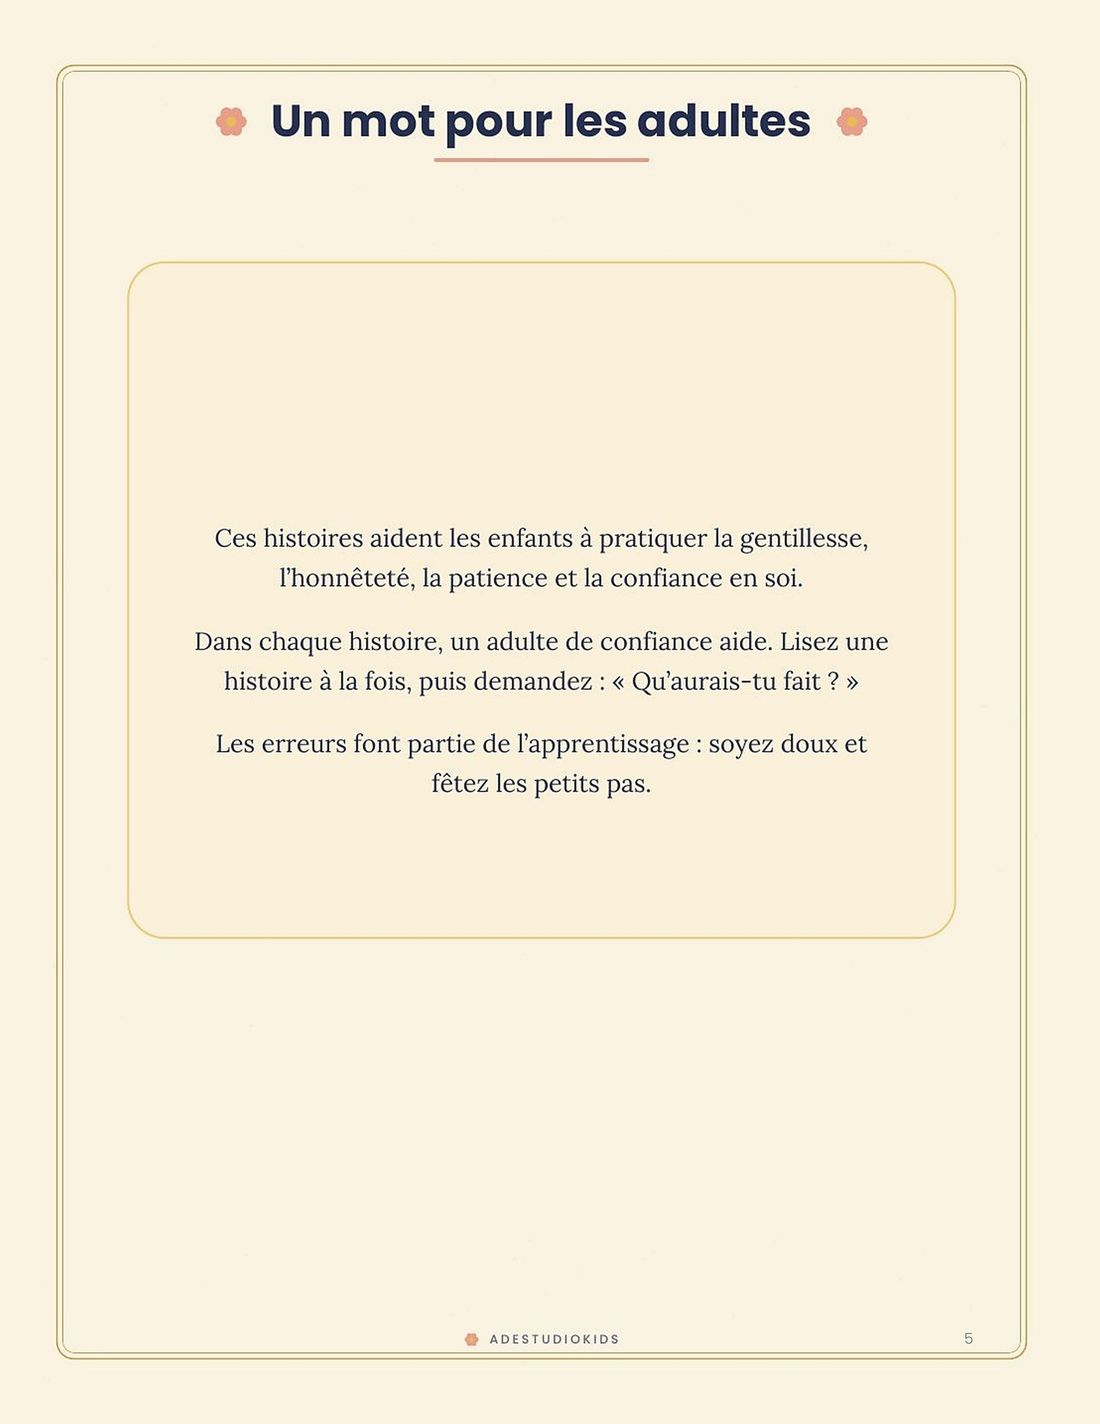 Un mot pour les adultes
Ces histoires aident les enfants à pratiquer la gentillesse,
l’honnêteté, la patience et la confiance en soi.
Dans chaque histoire, un adulte de confiance aide. Lisez une
histoire à la fois, puis demandez : « Qu’aurais-tu fait ? »
Les erreurs font partie de l’apprentissage : soyez doux et
fêtez les petits pas.
ADESTUDIOKIDS
5